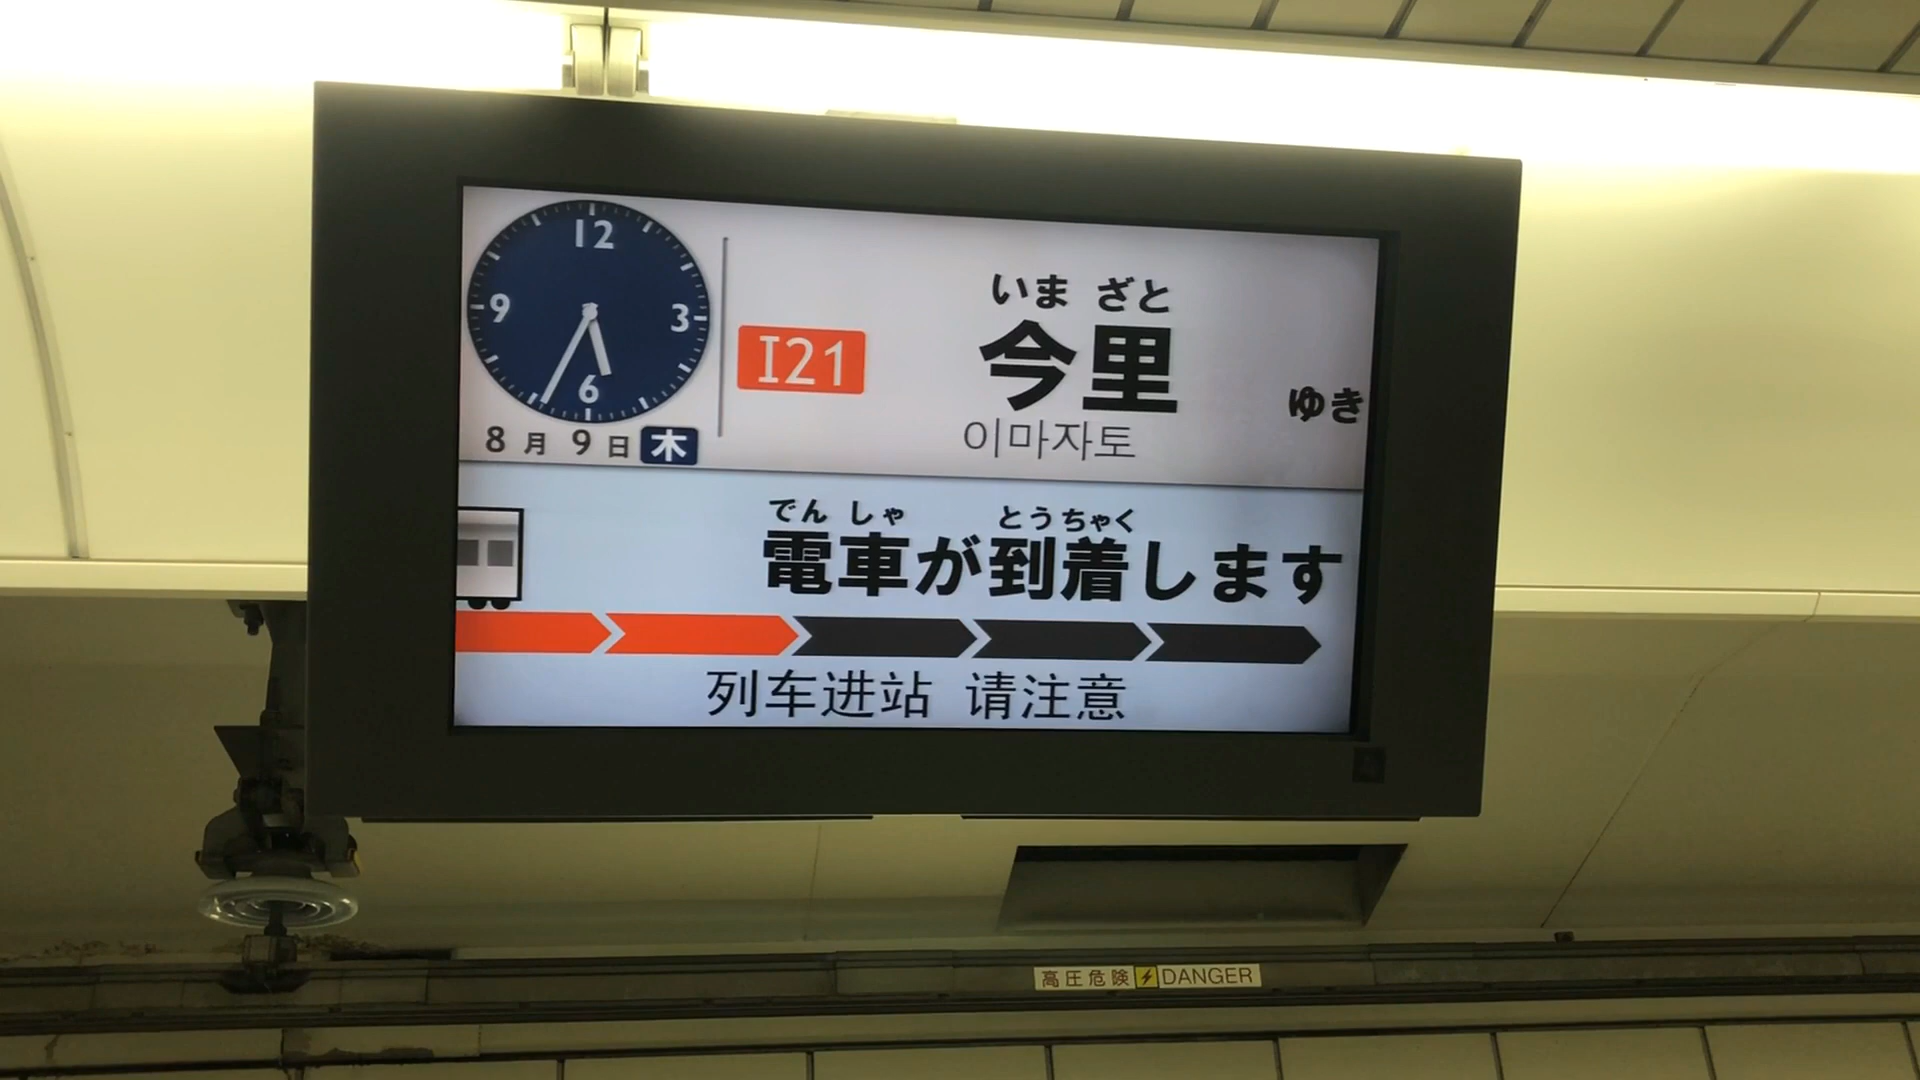 12
9
3
6
8月9日 木
I21
いま ざと
今里
ゆき
이마자토
でん しゃ とうちゃく
電車が到着します
列车进站 请注意
高圧危険 DANGER